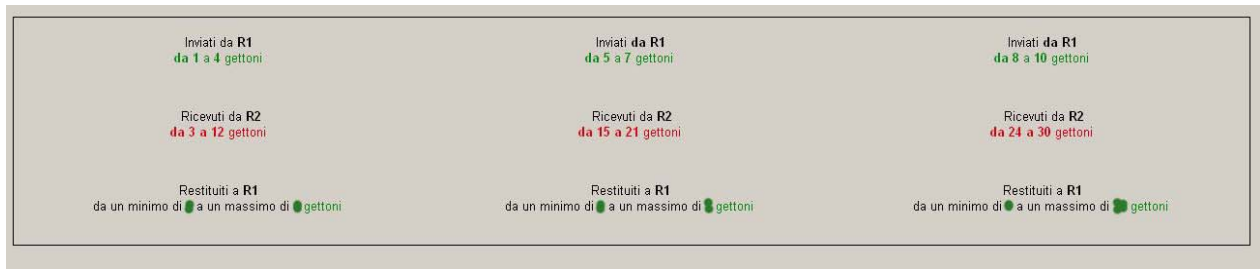 Inviati da R1
da 1 a 4 gettoni
Inviati da R1
da 5 a 7 gettoni
Inviati da R1
da 8 a 10 gettoni
Ricevuti da R2
da 3 a 12 gettoni
Ricevuti da R2
da 15 a 21 gettoni
Ricevuti da R2
da 24 a 30 gettoni
Restituiti a R1
da un minimo di a un massimo di gettoni
Restituiti a R1
da un minimo di a un massimo di gettoni
Restituiti a R1
da un minimo di a un massimo di gettoni